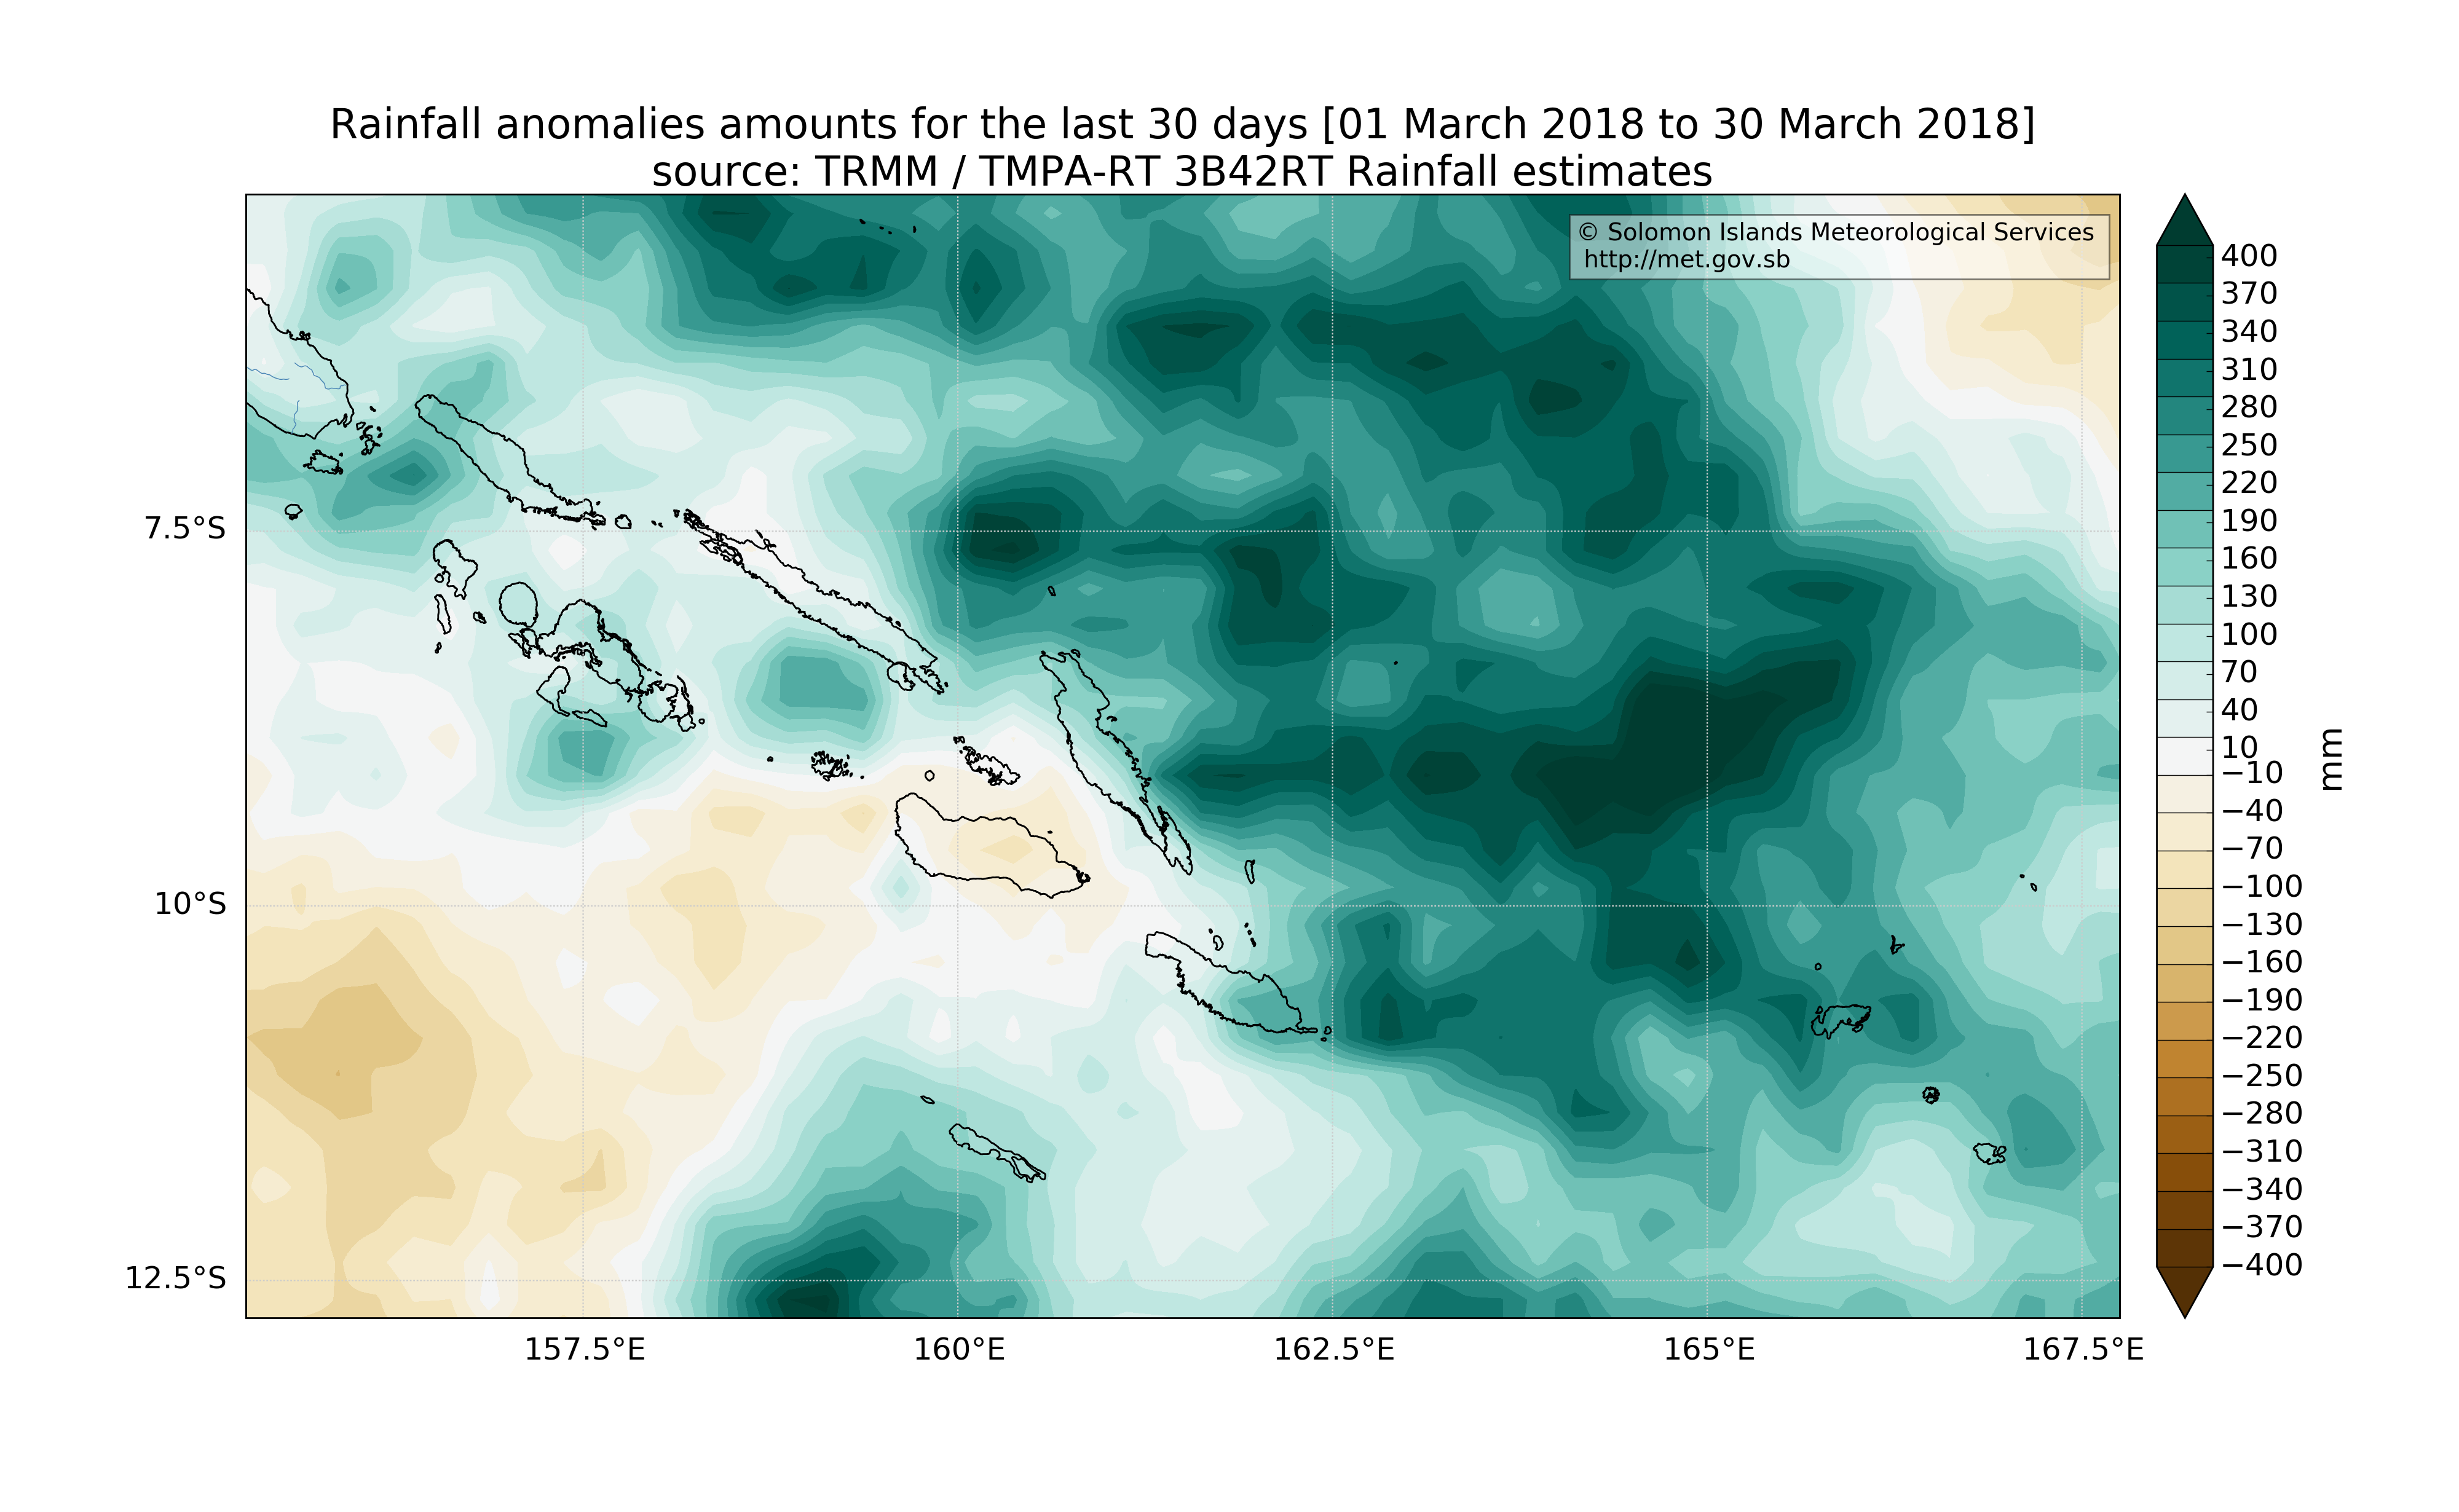 Rainfall anomalies amounts for the last 30 days [01 March 2018 to 30 March 2018]
source: TRMM / TMPA-RT 3B42RT Rainfall estimates
© Solomon Islands Meteorological Services
http://met.gov.sb
7.5°S
10°S
12.5°S
157.5°E
160°E
162.5°E
165°E
167.5°E
400
370
340
310
280
250
220
190
160
130
100
70
40
10
−10
−40
−70
−100
−130
−160
−190
−220
−250
−280
−310
−340
−370
−400
mm